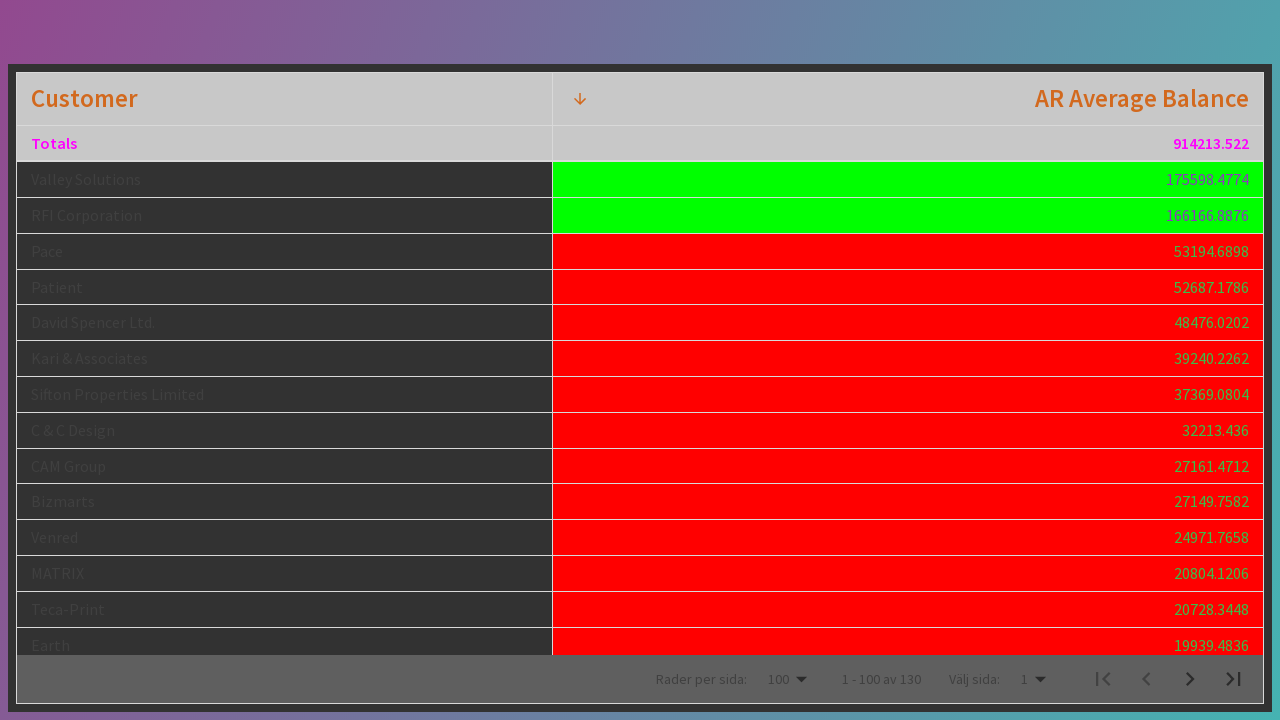 Customer AR Average Balance
Totals 914213.522
Valley Solutions 175598.4774
RFI Corporation 166166.8876
Pace 53194.6898
Patient 52687.1786
David Spencer Ltd. 48476.0202
Karl & Associates 39240.2262
Sifton Properties Limited 37369.0804
C & C Design 32213.436
CAM Group 27161.4712
Bizmarts 27149.7582
Venred 24971.7658
MATRIX 20804.1206
Teca-Print 20728.3448
Earth 19939.4836
Rader per sida: 100 1 - 100 av 130 Välj sida: 1